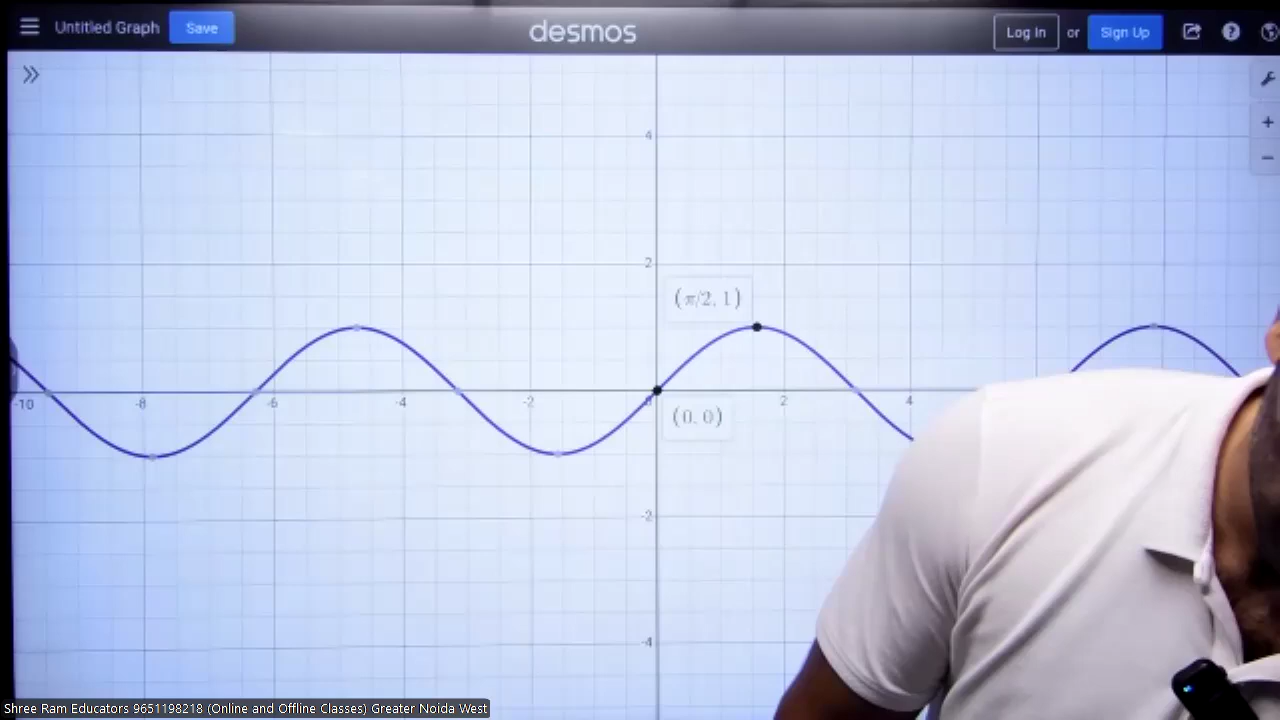 Untitled Graph Save desmos Log In or Sign Up
4
2
(π/2, 1)
-10 -8 -6 -4 -2 0 2 4
(0, 0)
-2
-4
Shree Ram Educators 9651198218 (Online and Offline Classes) Greater Noida West